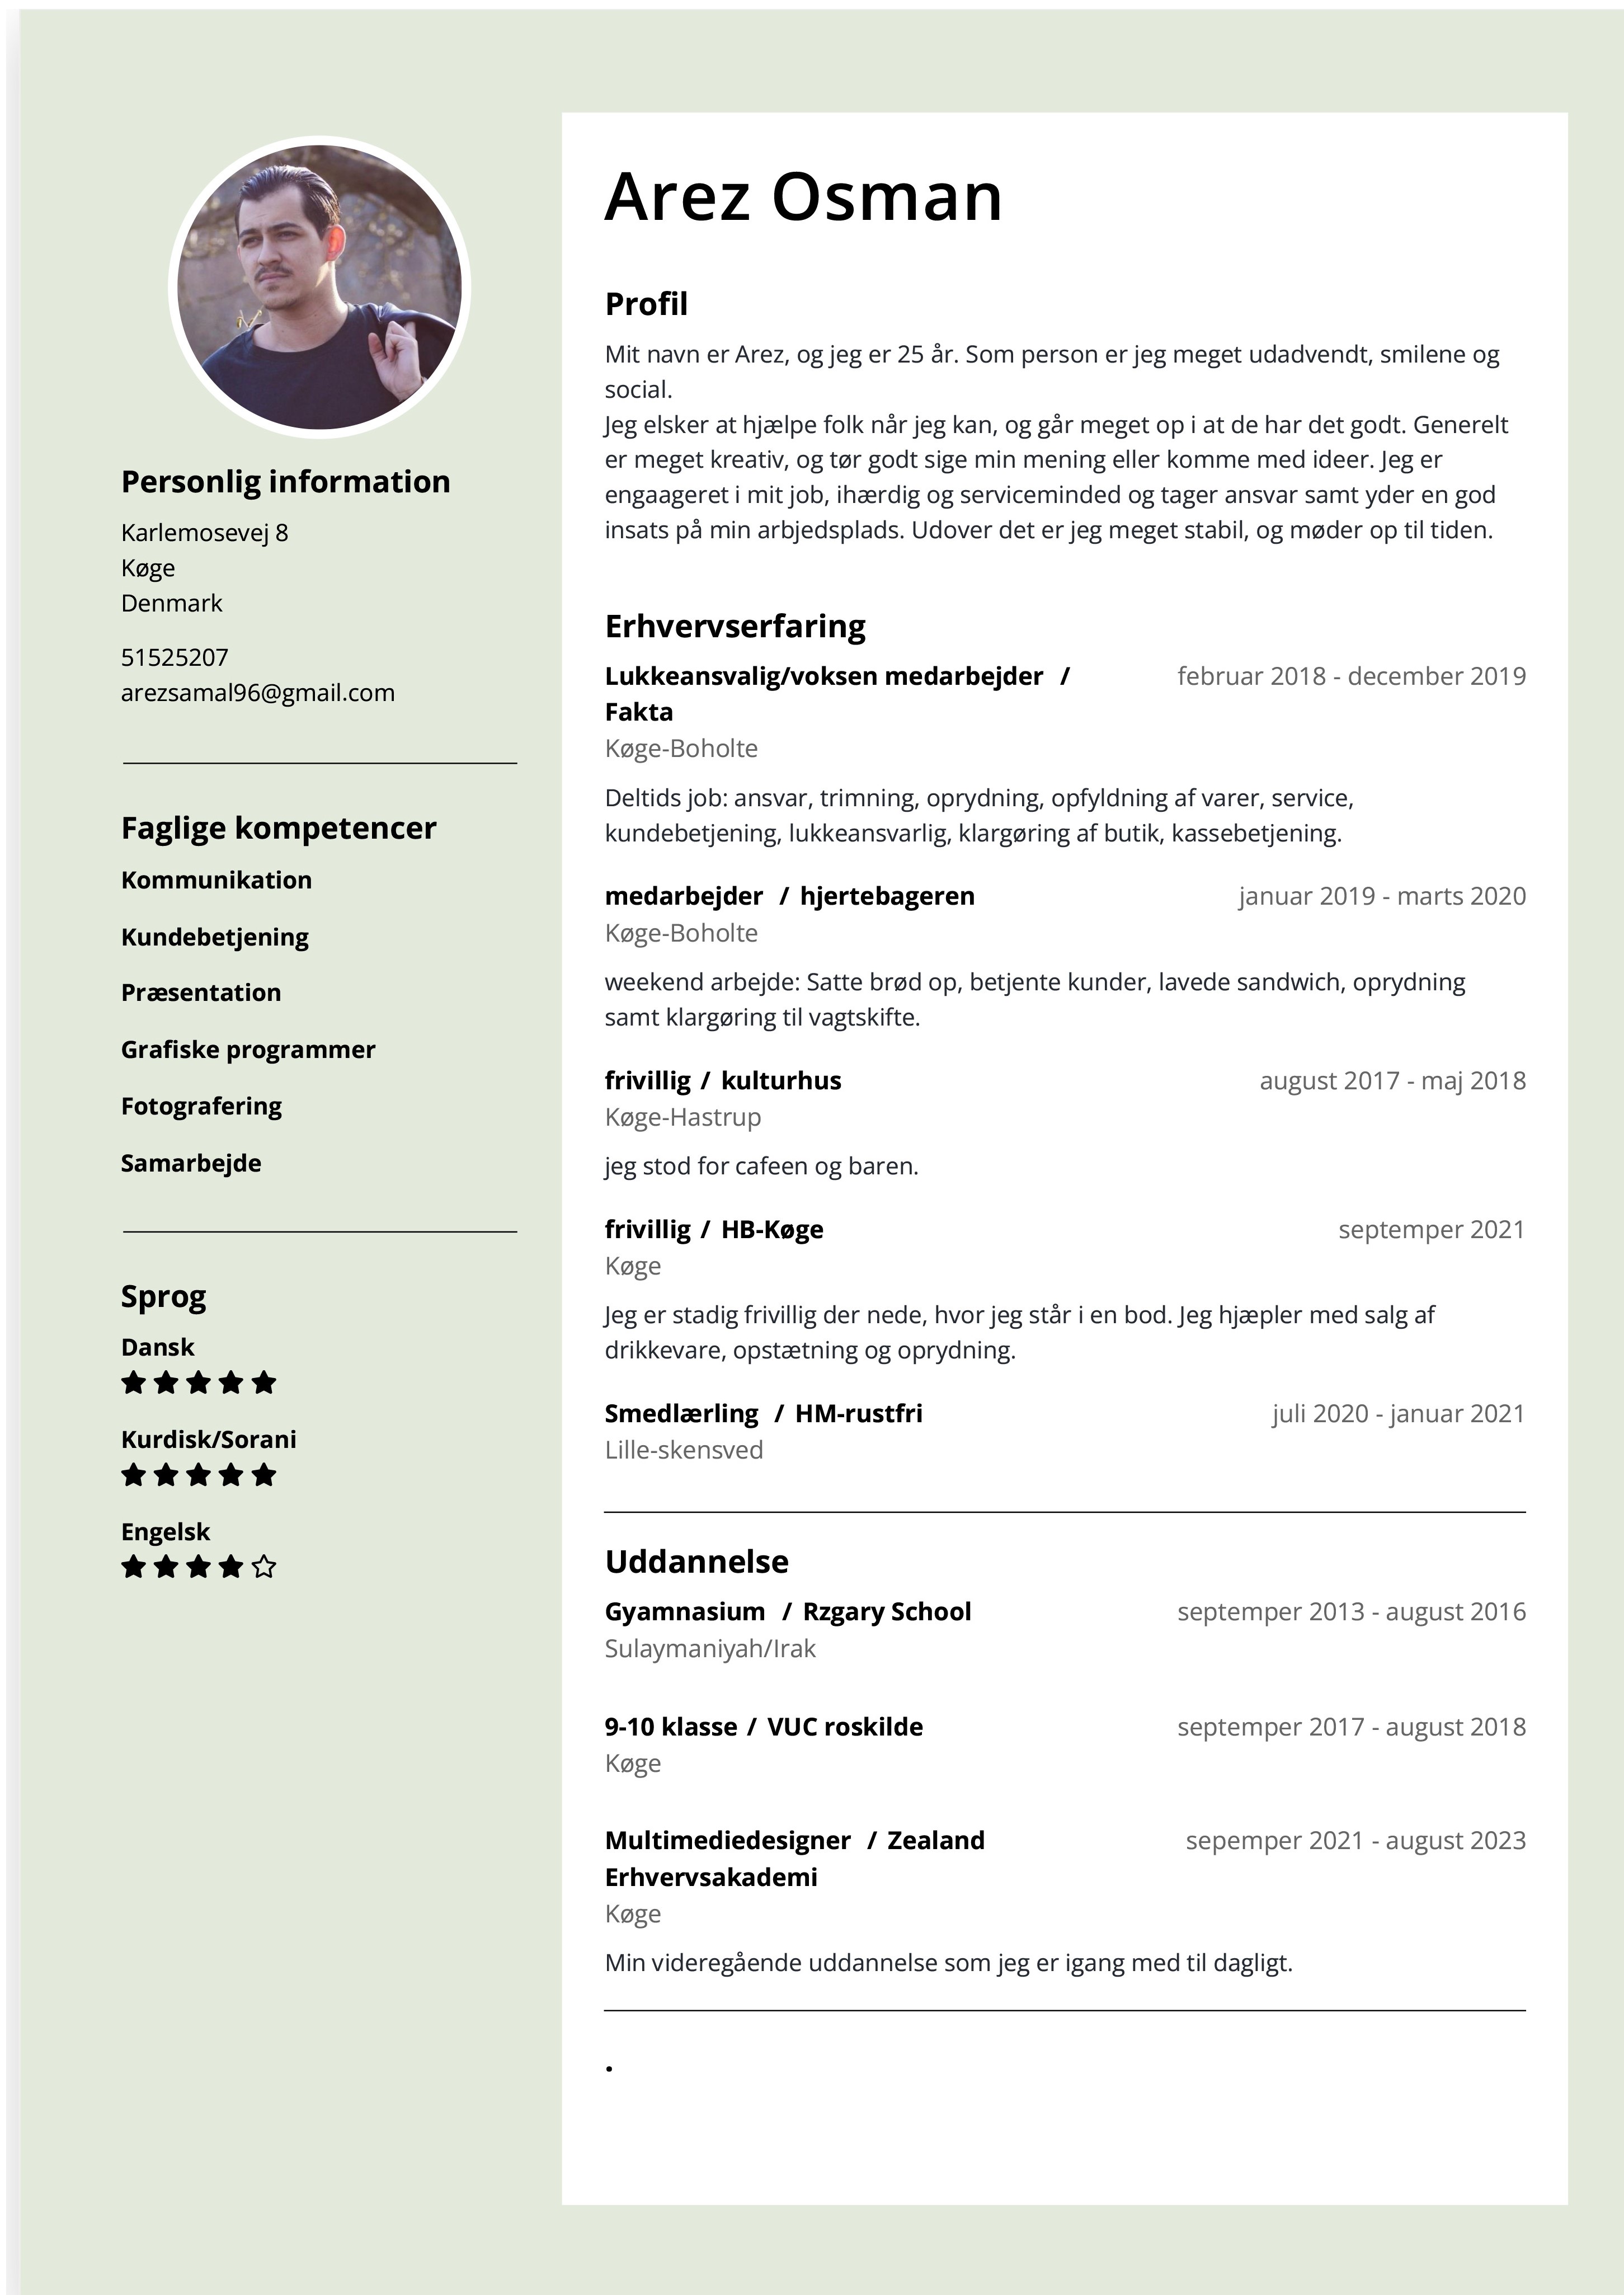 Personlig information
Karlemosevej 8
Køge
Denmark
51525207
arezsamal96@gmail.com
Faglige kompetencer
Kommunikation
Kundebetjening
Præsentation
Grafiske programmer
Fotografering
Samarbejde
Sprog
Dansk
Kurdisk/Sorani
Engelsk
Arez Osman
Profil
Mit navn er Arez, og jeg er 25 år. Som person er jeg meget udadvendt, smilene og
social.
Jeg elsker at hjælpe folk når jeg kan, og går meget op i at de har det godt. Generelt
er meget kreativ, og tør godt sige min mening eller komme med ideer. Jeg er
engaageret i mit job, ihærdig og serviceminded og tager ansvar samt yder en god
insats på min arbjedsplads. Udover det er jeg meget stabil, og møder op til tiden.
Erhvervserfaring
Lukkeansvalig/voksen medarbejder / februar 2018 - december 2019
Fakta
Køge-Boholte
Deltids job: ansvar, trimning, oprydning, opfyldning af varer, service,
kundebetjening, lukkeansvarlig, klargøring af butik, kassebetjening.
medarbejder / hjertebageren januar 2019 - marts 2020
Køge-Boholte
weekend arbejde: Satte brød op, betjente kunder, lavede sandwich, oprydning
samt klargøring til vagtskifte.
frivillig / kulturhus august 2017 - maj 2018
Køge-Hastrup
jeg stod for cafeen og baren.
frivillig / HB-Køge septemper 2021
Køge
Jeg er stadig frivillig der nede, hvor jeg står i en bod. Jeg hjæpler med salg af
drikkevare, opstætning og oprydning.
Smedlærling / HM-rustfri juli 2020 - januar 2021
Lille-skensved
Uddannelse
Gyamnasium / Rzgary School septemper 2013 - august 2016
Sulaymaniyah/Irak
9-10 klasse / VUC roskilde septemper 2017 - august 2018
Køge
Multimediedesigner / Zealand sepemper 2021 - august 2023
Erhvervsakademi
Køge
Min videregående uddannelse som jeg er igang med til dagligt.
.